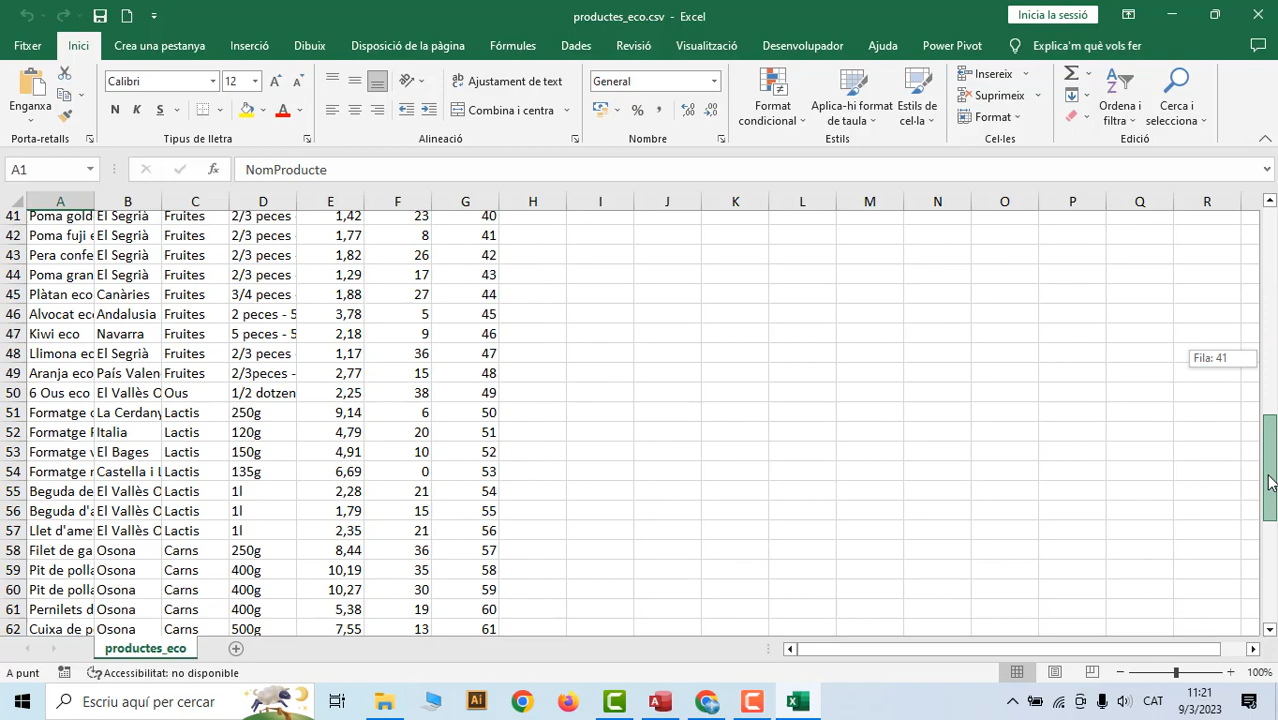 productes_eco.csv - Excel
Inicia la sessió
Fitxer Inici Crea una pestanya Inserció Dibuix Disposició de la pàgina Fórmules Dades Revisió Visualització Desenvolupador Ajuda Power Pivot Explica'm què vols fer
Enganxa
Calibri 12
N K S
Ajustament de text
Combina i centra
General
Format condicional
Aplica-hi format de taula
Estils de cel·la
Insereix
Suprimeix
Format
Ordena i filtra
Cerca i selecciona
Porta-retalls Tipus de lletra Alineació Nombre Estils Cel·les Edició
A1 fx NomProducte
A B C D E F G H I J K L M N O P Q R
41 Poma gold El Segrià Fruites 2/3 peces - 1,42 23 40
42 Poma fuji e El Segrià Fruites 2/3 peces - 1,77 8 41
43 Pera confe El Segrià Fruites 2/3 peces - 1,82 26 42
44 Poma gran El Segrià Fruites 2/3 peces - 1,29 17 43
45 Plàtan eco Canàries Fruites 3/4 peces - 1,88 27 44
46 Alvocat eco Andalusia Fruites 2 peces - 5 3,78 5 45
47 Kiwi eco Navarra Fruites 5 peces - 5 2,18 9 46
48 Llimona ec El Segrià Fruites 2/3 peces - 1,17 36 47
49 Aranja eco País Valen Fruites 2/3peces - 2,77 15 48
50 6 Ous eco El Vallès O Ous 1/2 dotzen 2,25 38 49
51 Formatge c La Cerdany Lactis 250g 9,14 6 50
52 Formatge P Italia Lactis 120g 4,79 20 51
53 Formatge v El Bages Lactis 150g 4,91 10 52
54 Formatge m Castella i L Lactis 135g 6,69 0 53
55 Beguda de El Vallès O Lactis 1l 2,28 21 54
56 Beguda d'a El Vallès O Lactis 1l 1,79 15 55
57 Llet d'ame El Vallès O Lactis 1l 2,35 21 56
58 Filet de ga Osona Carns 250g 8,44 36 57
59 Pit de polla Osona Carns 400g 10,19 35 58
60 Pit de polla Osona Carns 400g 10,27 30 59
61 Pernilets d Osona Carns 400g 5,38 19 60
62 Cuixa de p Osona Carns 500g 7,55 13 61
Fila: 41
productes_eco
A punt Accessibilitat: no disponible 100%
Escriu aquí per cercar
CAT
11:21
9/3/2023